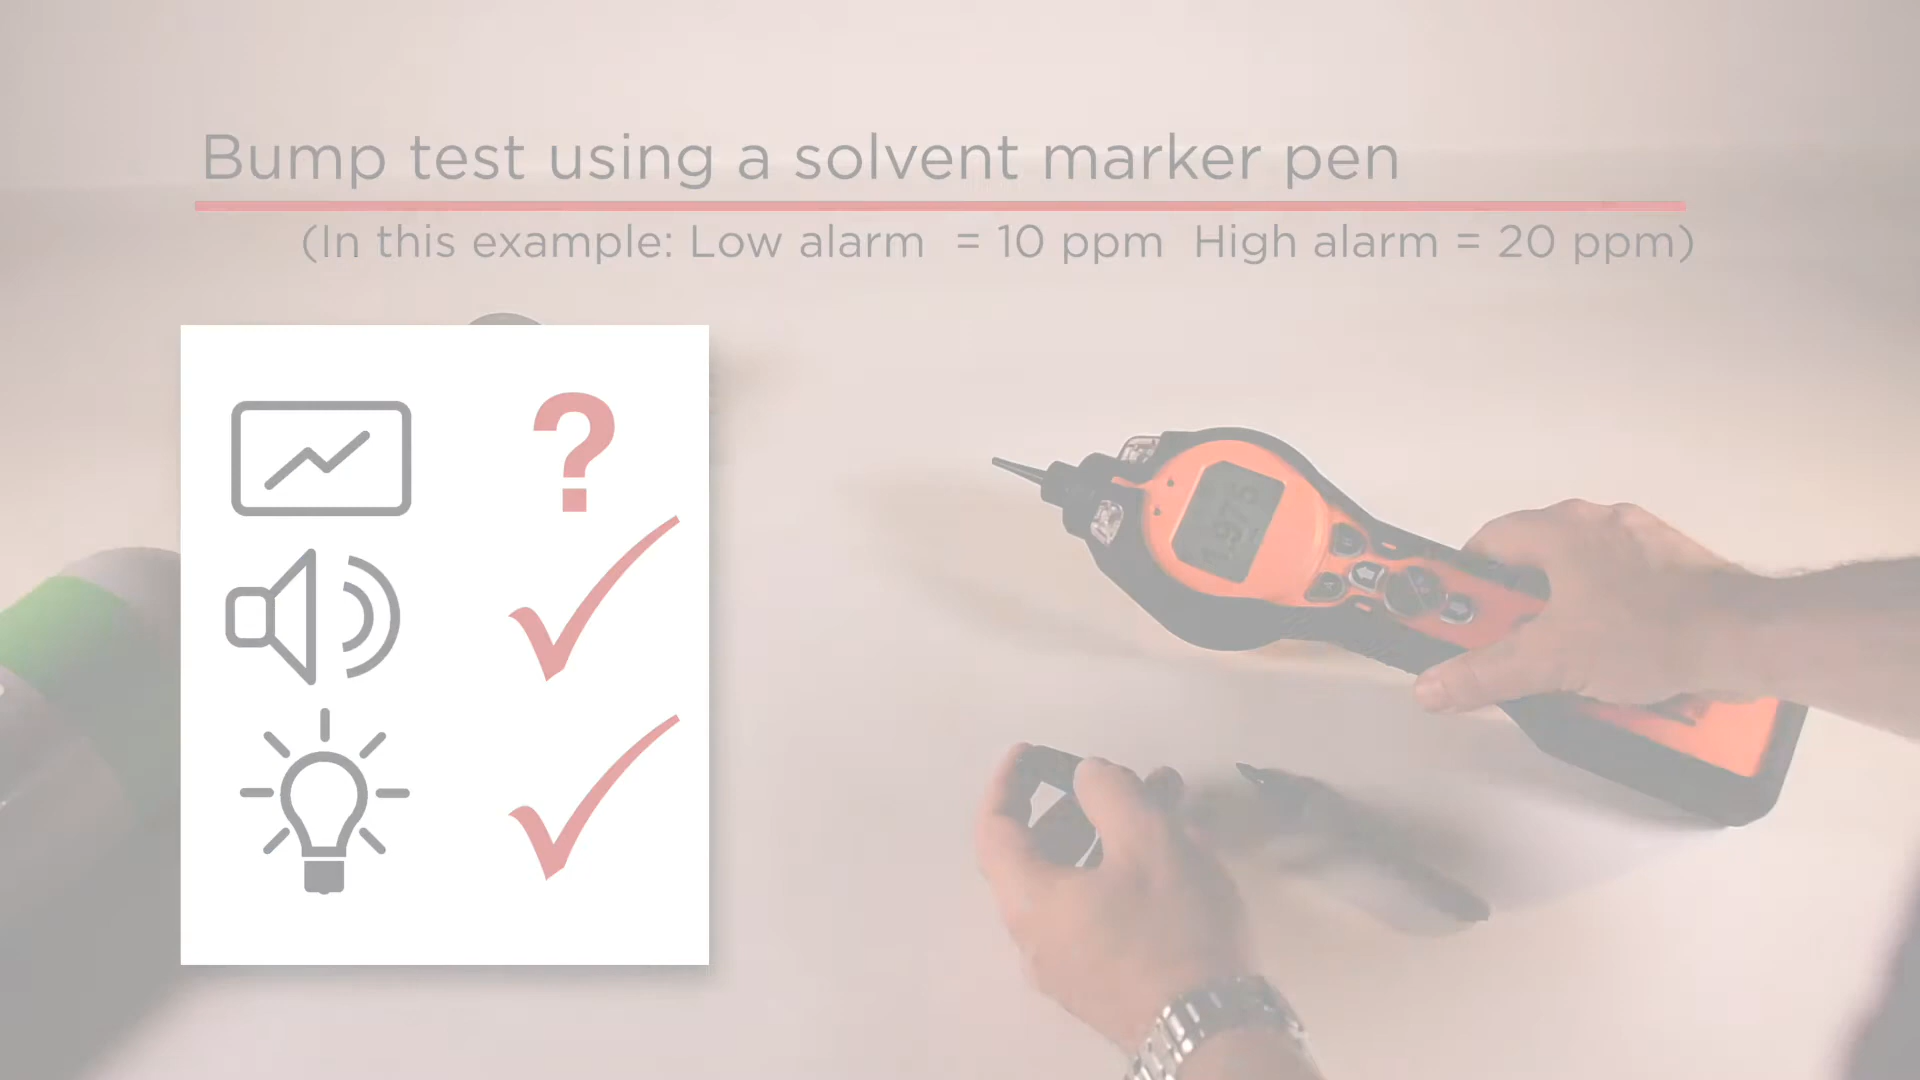 Bump test using a solvent marker pen
(In this example: Low alarm = 10 ppm High alarm = 20 ppm)
?